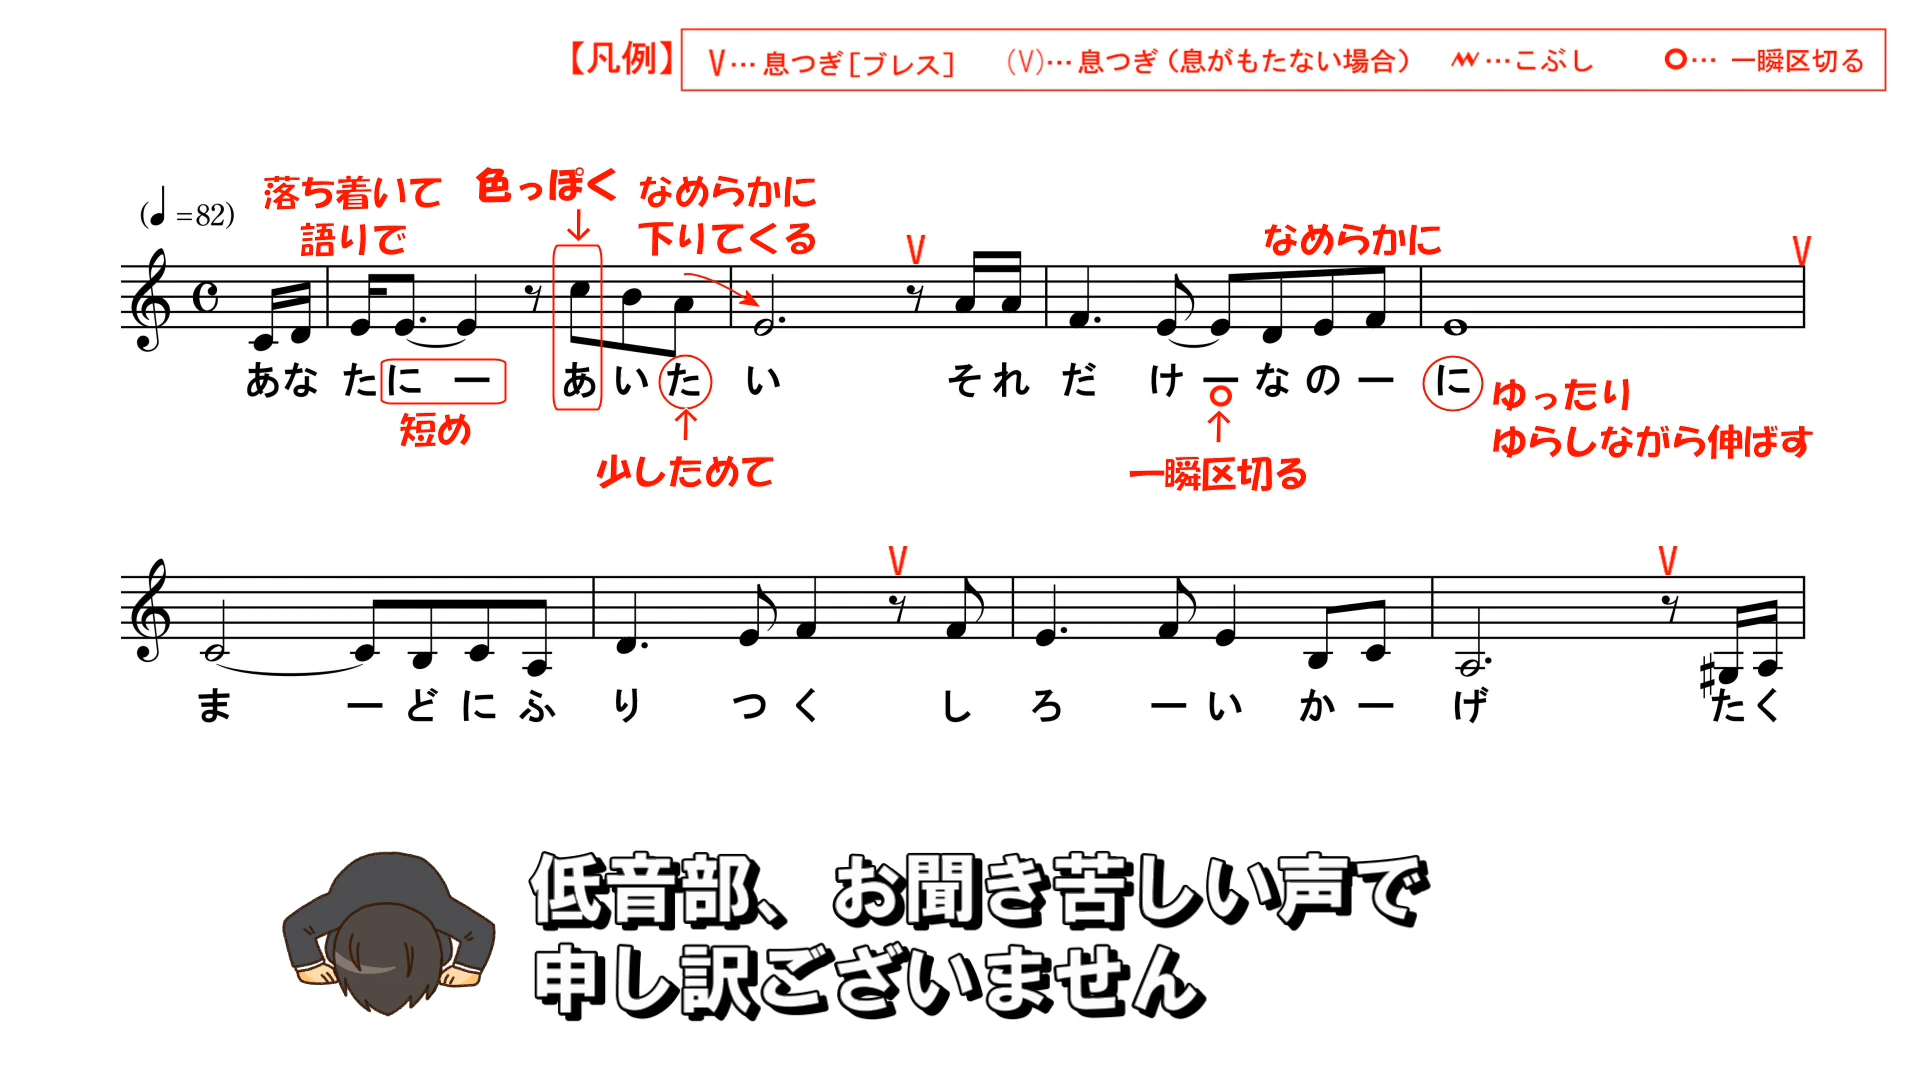 【凡例】 V…息つぎ[ブレス] (V)…息つぎ(息がもたない場合) …こぶし …一瞬区切る
(♩=82)
落ち着いて
語りで
色っぽく
↓
なめらかに
下りてくる
V
なめらかに
V
あな たにー あいた い それ だ けーなのー に
短め
↑
少しためて
↑
一瞬区切る
ゆったり
ゆらしながら伸ばす
V
V
ま ーどにふ り つく し ろ ーい かー げ たく
低音部、お聞き苦しい声で
申し訳ございません